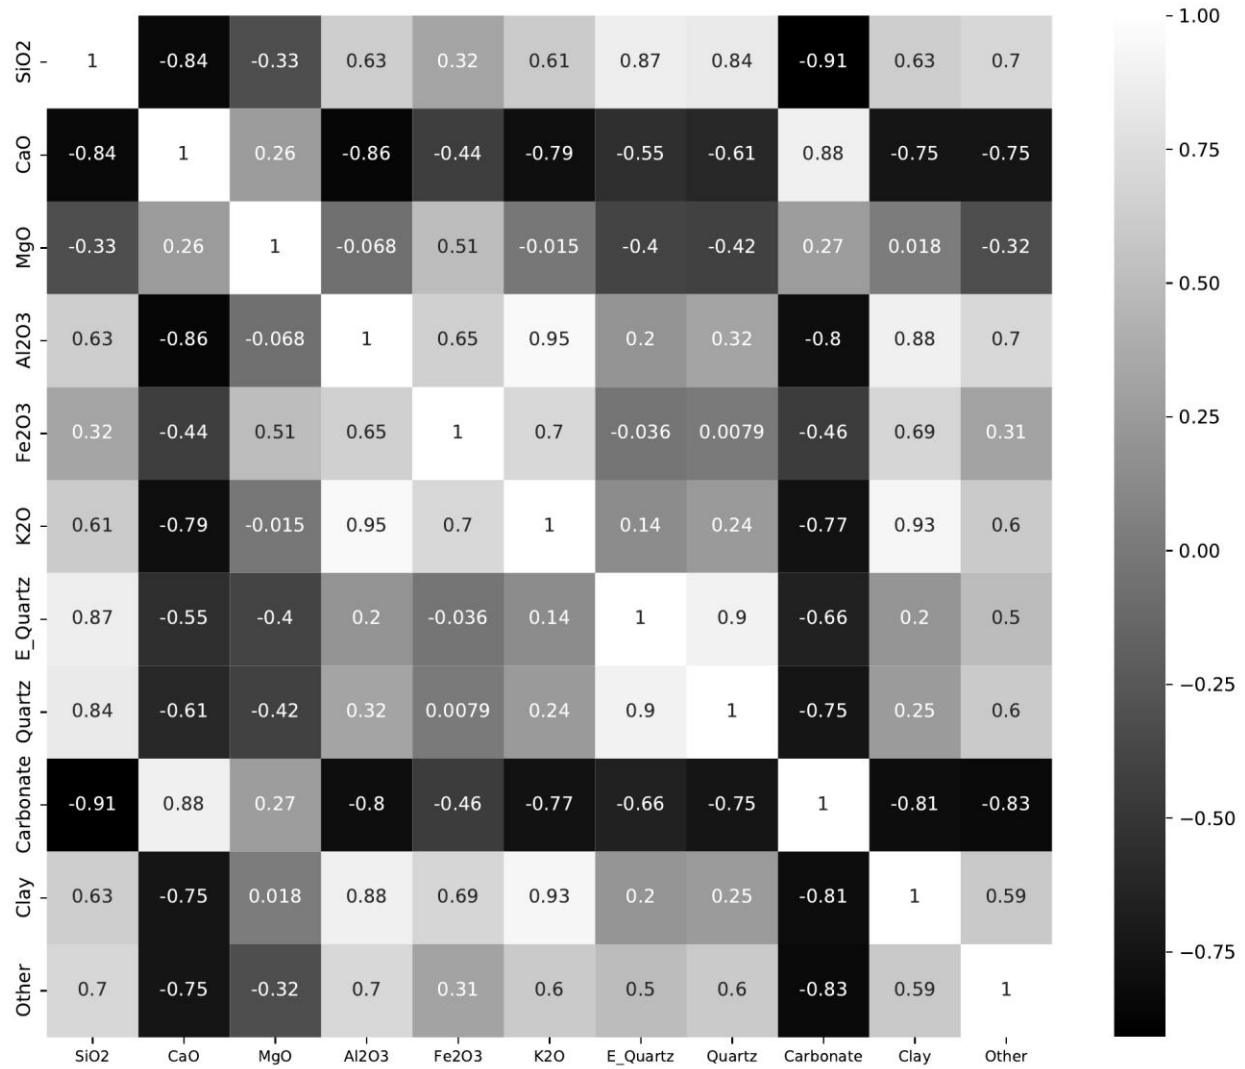 SiO2 1 -0.84 -0.33 0.63 0.32 0.61 0.87 0.84 -0.91 0.63 0.7
CaO -0.84 1 0.26 -0.86 -0.44 -0.79 -0.55 -0.61 0.88 -0.75 -0.75
MgO -0.33 0.26 1 -0.068 0.51 -0.015 -0.4 -0.42 0.27 0.018 -0.32
Al2O3 0.63 -0.86 -0.068 1 0.65 0.95 0.2 0.32 -0.8 0.88 0.7
Fe2O3 0.32 -0.44 0.51 0.65 1 0.7 -0.036 0.0079 -0.46 0.69 0.31
K2O 0.61 -0.79 -0.015 0.95 0.7 1 0.14 0.24 -0.77 0.93 0.6
E_Quartz 0.87 -0.55 -0.4 0.2 -0.036 0.14 1 0.9 -0.66 0.2 0.5
Quartz 0.84 -0.61 -0.42 0.32 0.0079 0.24 0.9 1 -0.75 0.25 0.6
Carbonate -0.91 0.88 0.27 -0.8 -0.46 -0.77 -0.66 -0.75 1 -0.81 -0.83
Clay 0.63 -0.75 0.018 0.88 0.69 0.93 0.2 0.25 -0.81 1 0.59
Other 0.7 -0.75 -0.32 0.7 0.31 0.6 0.5 0.6 -0.83 0.59 1
SiO2 CaO MgO Al2O3 Fe2O3 K2O E_Quartz Quartz Carbonate Clay Other
1.00
0.75
0.50
0.25
0.00
−0.25
−0.50
−0.75